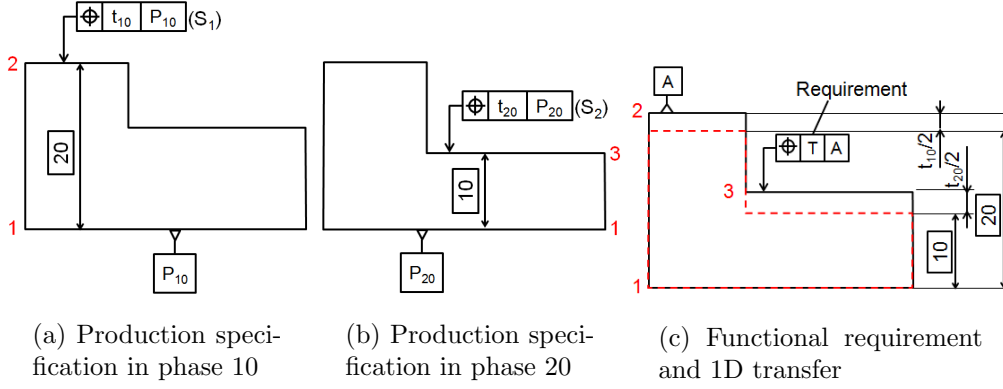 ⌖ t10 P10 (S1)
2
20
1
P10
⌖ t20 P20 (S2)
3
10
1
P20
A
Requirement
2
⌖ T A
t10/2
t20/2
3
10
20
1
(a) Production speci-
fication in phase 10
(b) Production speci-
fication in phase 20
(c) Functional requirement
and 1D transfer